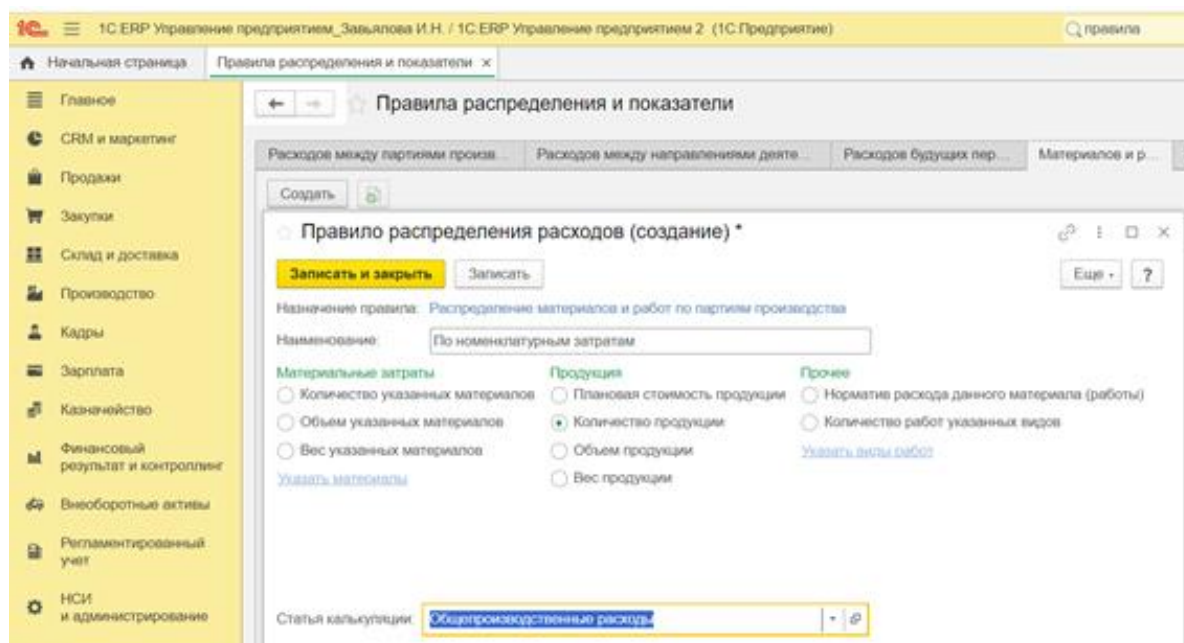 1С 1С:ERP Управление предприятием_Завьялова И.Н. / 1С:ERP Управление предприятием 2 (1С:Предприятие) правила
Начальная страница Правила распределения и показатели ×
Главное
CRM и маркетинг
Продажи
Закупки
Склад и доставка
Производство
Кадры
Зарплата
Казначейство
Финансовый
результат и контроллинг
Внеоборотные активы
Регламентированный
учет
НСИ
и администрирование
Правила распределения и показатели
Расходов между партиями произв... Расходов между направлениями деяте... Расходов будущих пер... Материалов и р...
Создать
Правило распределения расходов (создание) *
Записать и закрыть Записать Еще ?
Назначение правила: Распределение материалов и работ по партиям производства
Наименование: По номенклатурным затратам
Материальные затраты Продукция Прочее
Количество указанных материалов Плановая стоимость продукции Норматив расхода данного материала (работы)
Объем указанных материалов Количество продукции Количество работ указанных видов
Вес указанных материалов Объем продукции Указать виды работ
Указать материалы Вес продукции
Статья калькуляции: Общепроизводственные расходы